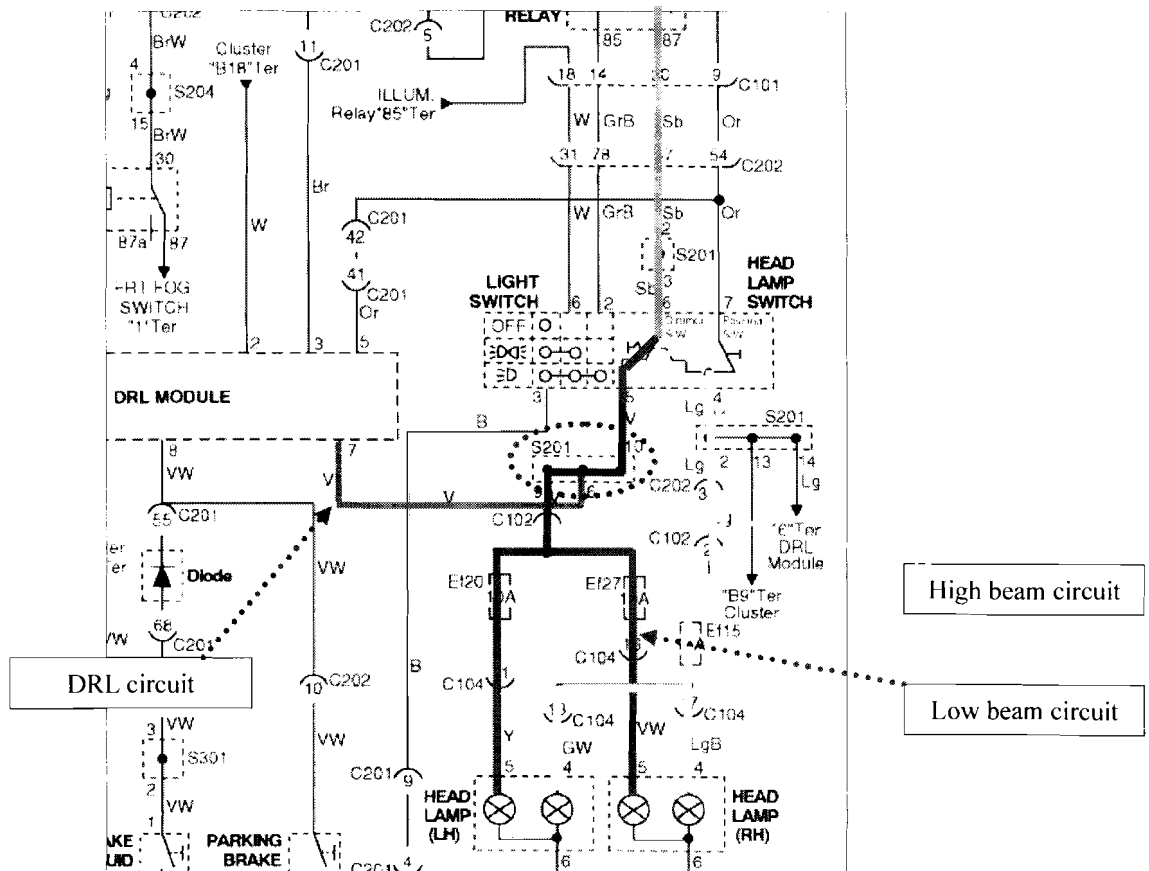 C202
BrW
4
S204
15
BrW
30
87a
87
SWITCH
"1"Ter
Cluster
"B18"Ter
W
2
11
C201
Br
3
C202
5
ILLUM.
Relay"85"Ter
RELAY
85
87
18
14
9
C101
W
GrB
Sb
Or
31
78
7
54
C202
W
GrB
Sb
Or
C201
42
41
C201
Or
5
2
S201
3
Sb
HEAD
LAMP
SWITCH
LIGHT
SWITCH
6
2
6
7
OFF
3
5
4
DRL MODULE
8
7
VW
V
V
B
S201
10
V
9
6
C102
Lg
S201
Lg
2
13
14
Lg
C202
3
C102
2
"6"Ter
DRL
Module
"B9"Ter
Cluster
55
C201
Diode
VW
68
C201
DRL circuit
High beam circuit
Low beam circuit
Ef20
10A
Ef27
Ef15
A
C104
1
C104
13
C104
7
C104
B
10
C202
VW
VW
3
S301
2
VW
1
C201
9
4
C201
Y
5
GW
4
VW
5
LgB
4
HEAD
LAMP
(LH)
HEAD
LAMP
(RH)
6
6
PARKING
BRAKE